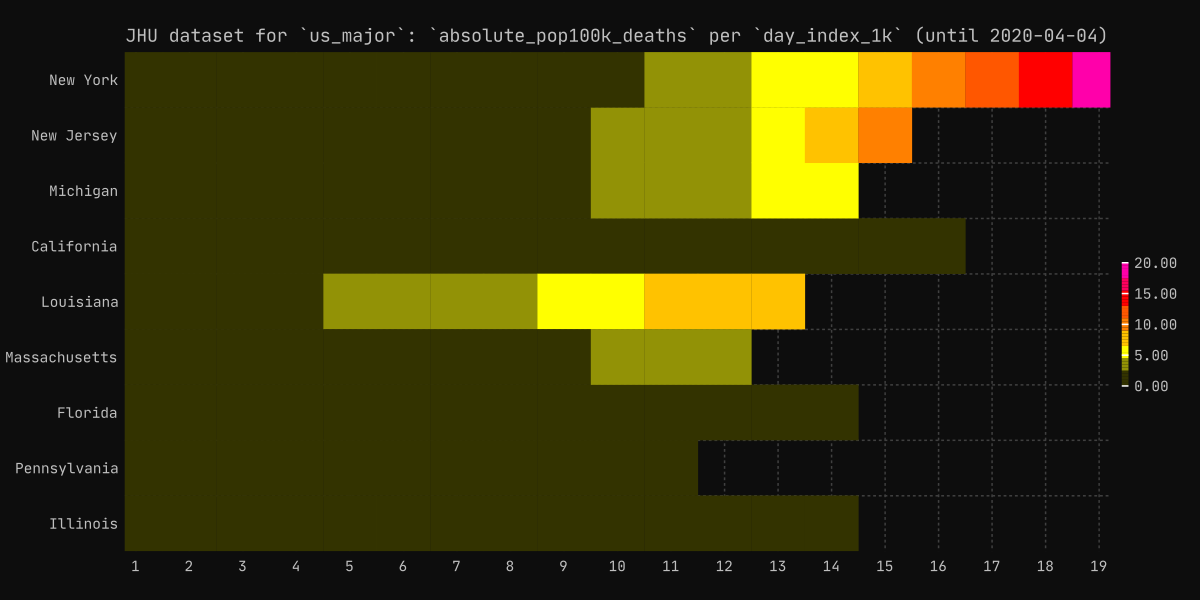 JHU dataset for `us_major`: `absolute_pop100k_deaths` per `day_index_1k` (until 2020-04-04)
New York
New Jersey
Michigan
California
Louisiana
Massachusetts
Florida
Pennsylvania
Illinois
20.00
15.00
10.00
5.00
0.00
1 2 3 4 5 6 7 8 9 10 11 12 13 14 15 16 17 18 19